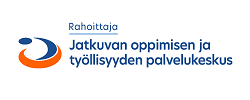 Rahoittaja
Jatkuvan oppimisen ja
työllisyyden palvelukeskus